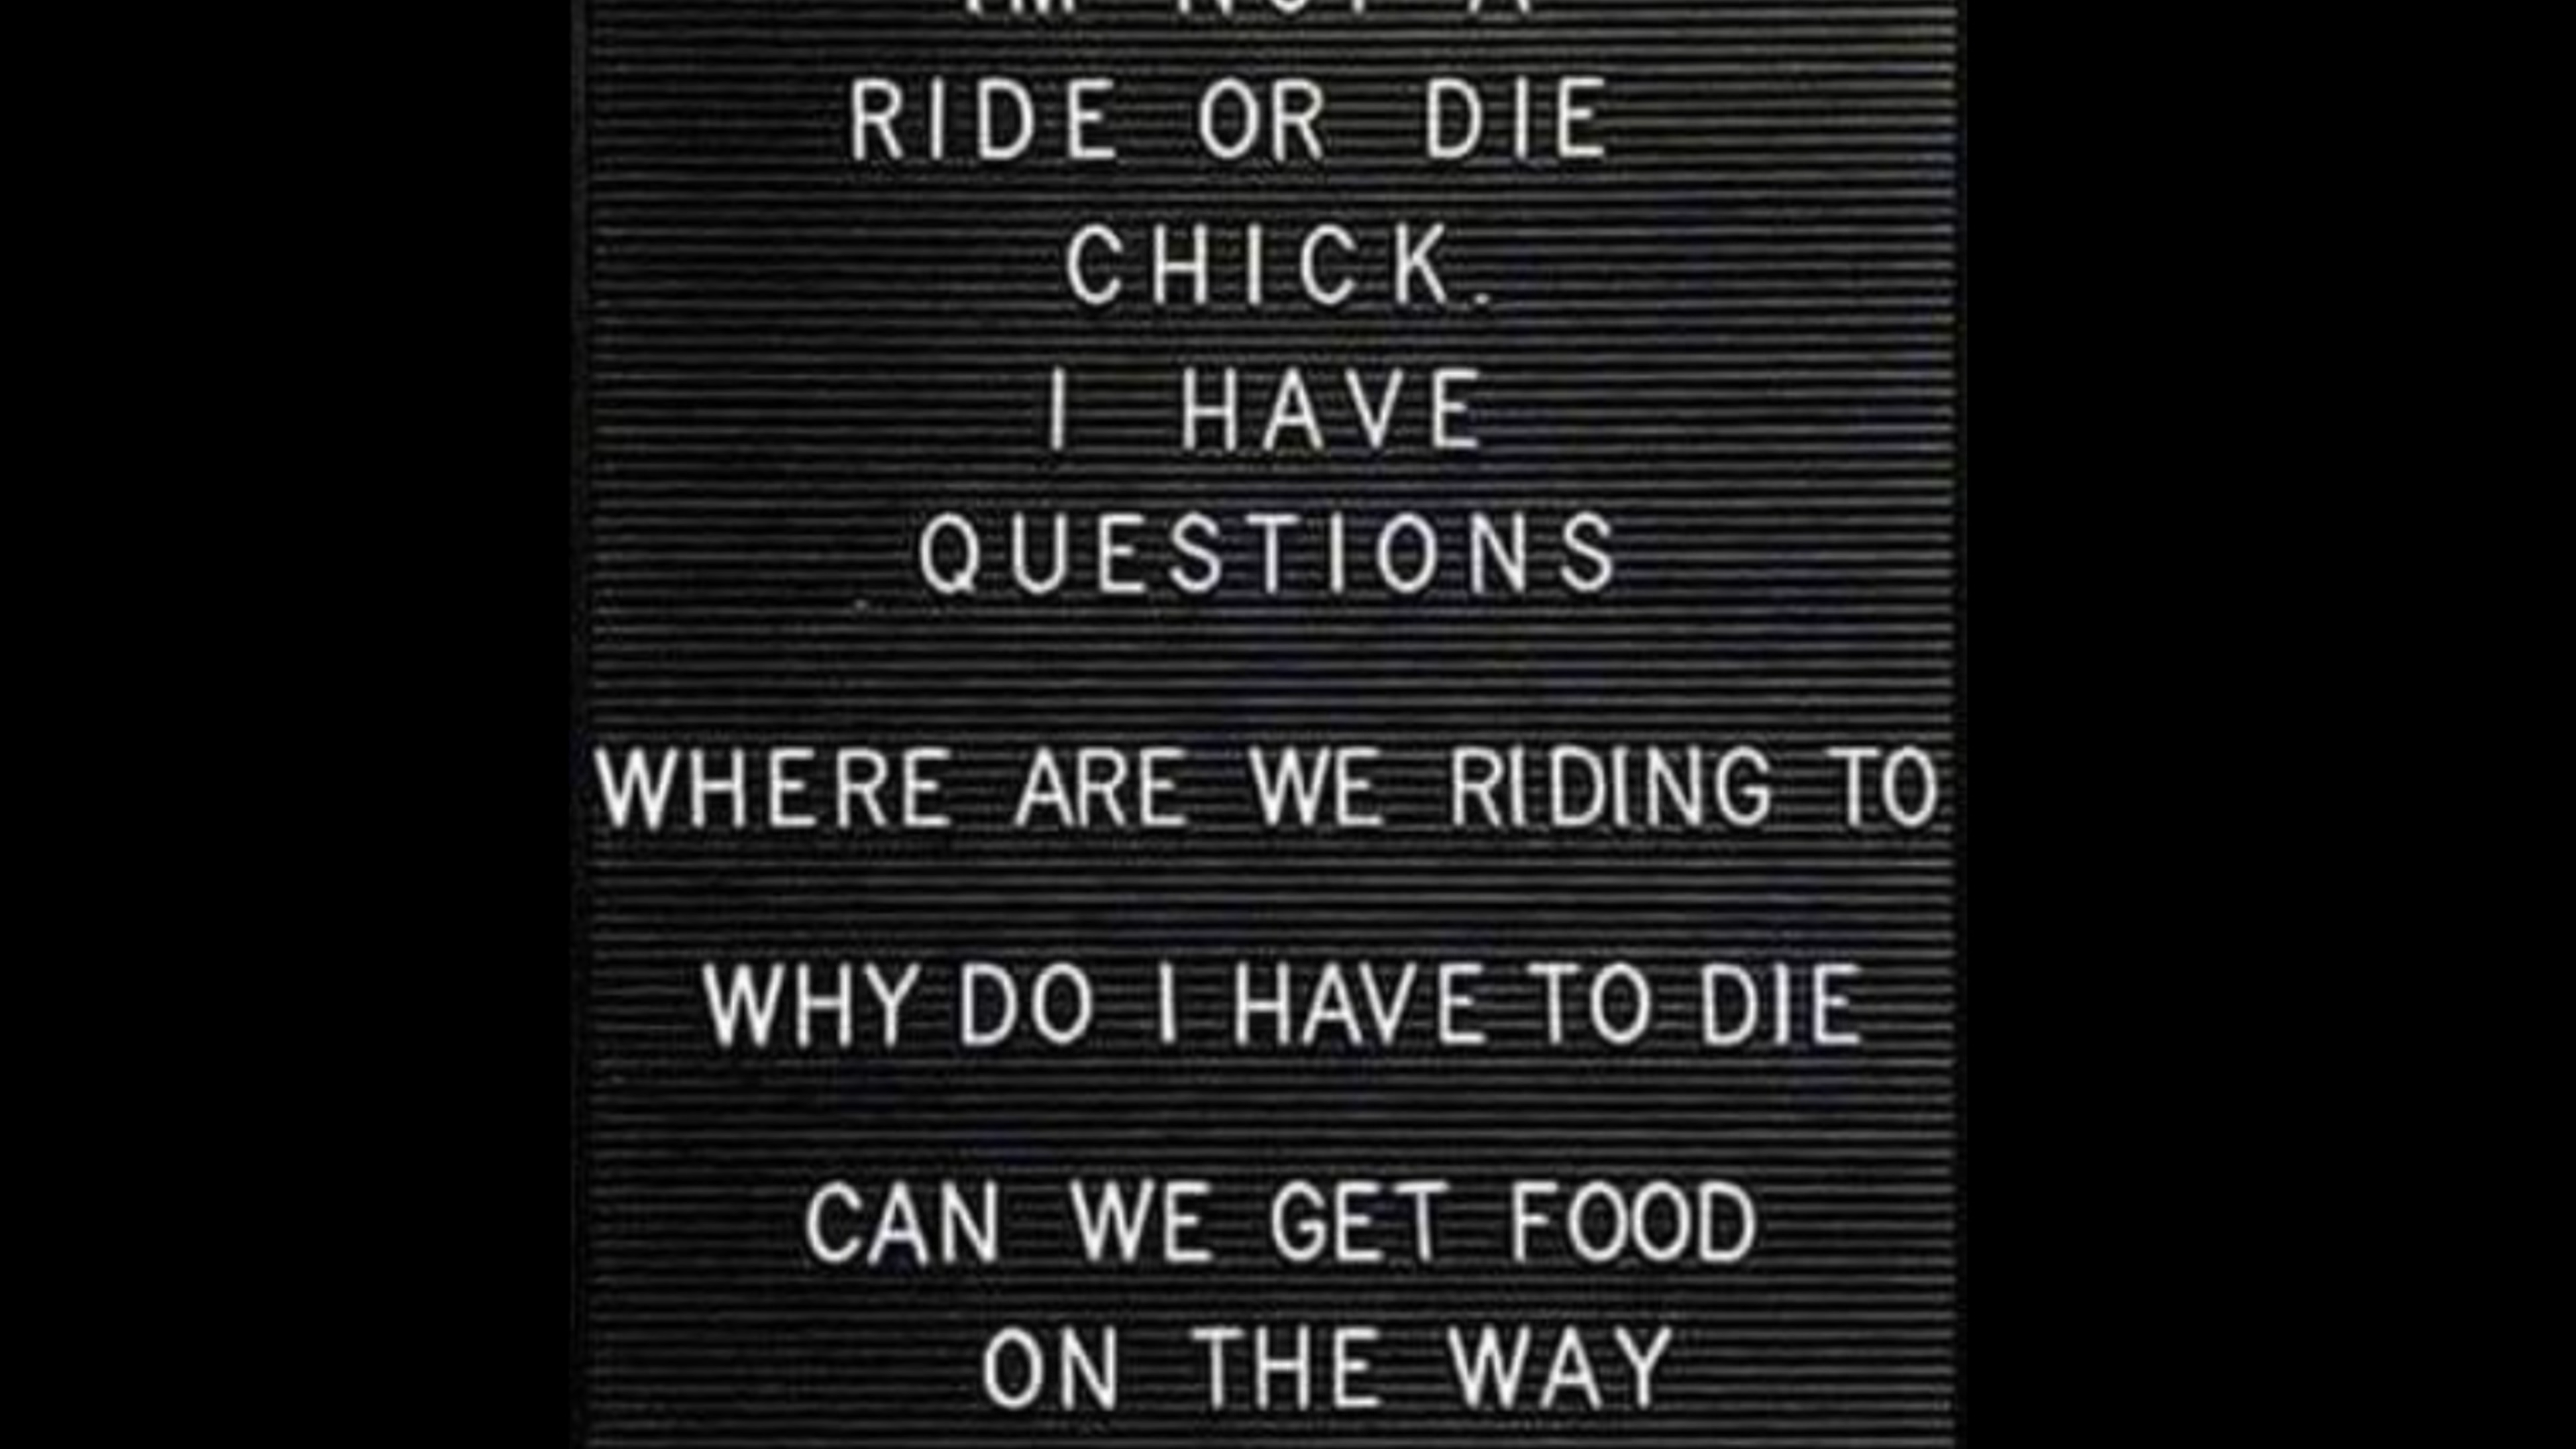 I'M NOT A
RIDE OR DIE
CHICK.
I HAVE
QUESTIONS
WHERE ARE WE RIDING TO
WHY DO I HAVE TO DIE
CAN WE GET FOOD
ON THE WAY